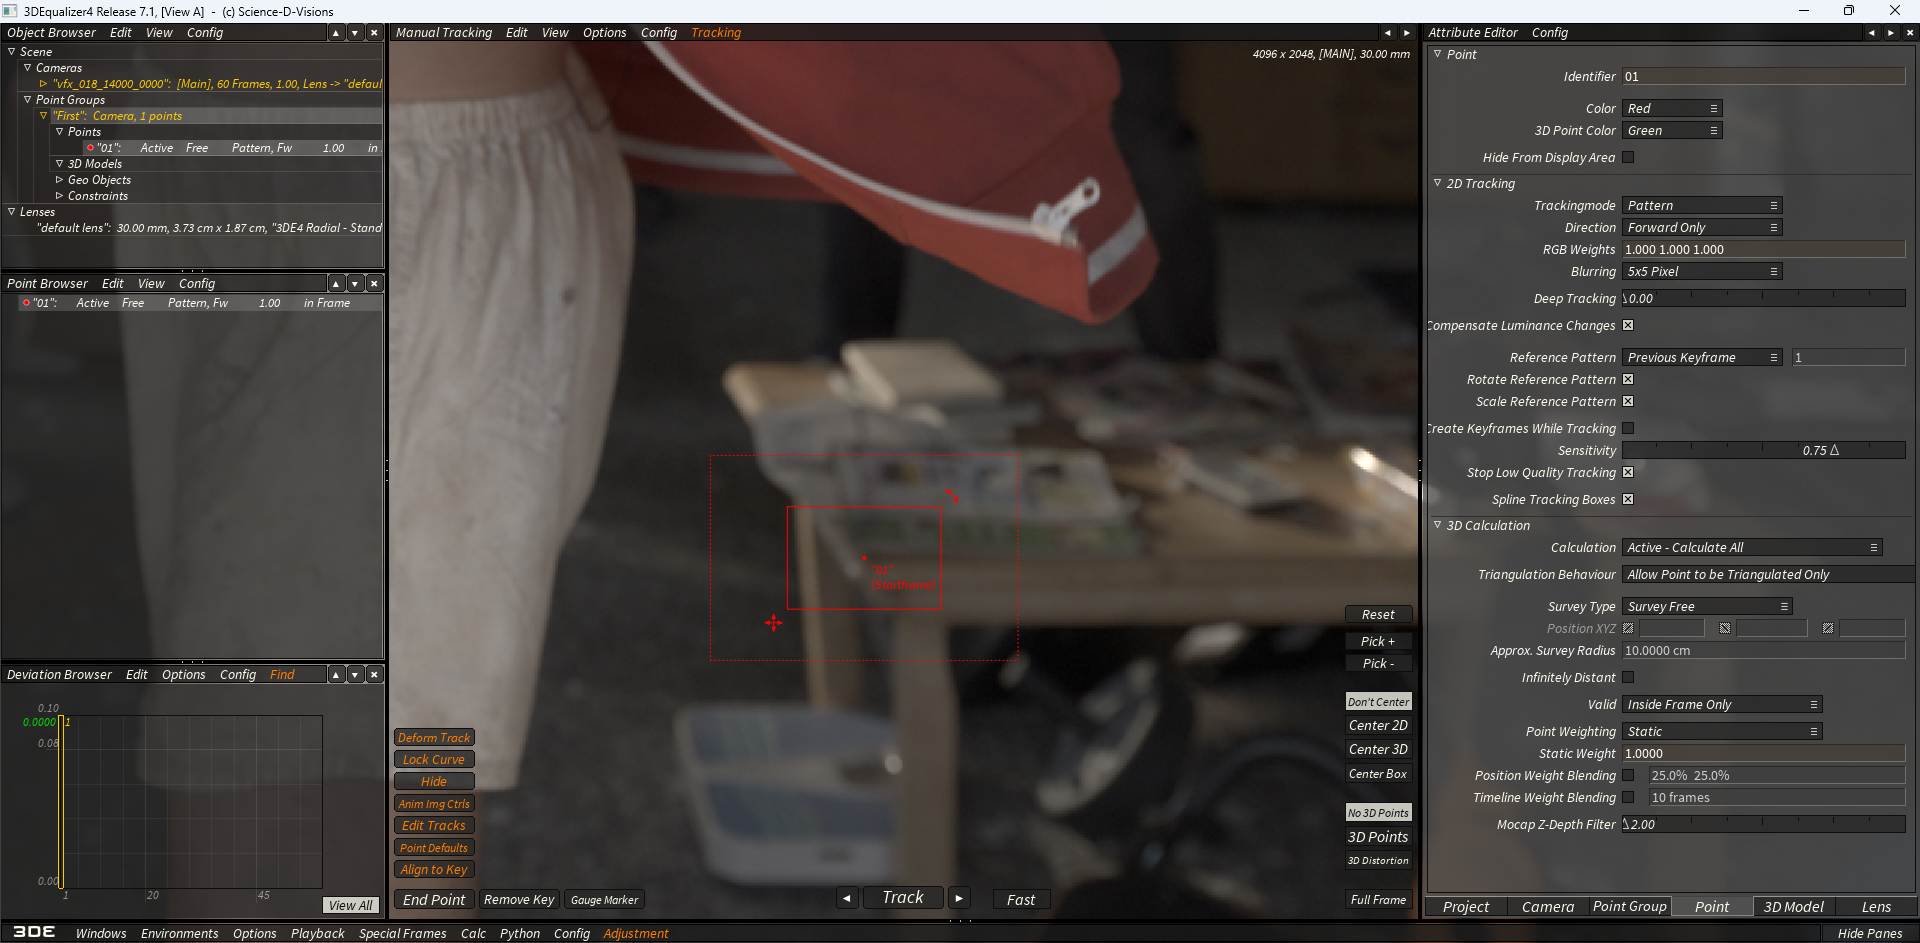 3DEqualizer4 Release 7.1, [View A]  -  (c) Science-D-Visions
Object Browser Edit View Config
Scene
Cameras
"vfx_018_14000_0000": [Main], 60 Frames, 1.00, Lens -> "defaul
Point Groups
"First": Camera, 1 points
Points
"01": Active Free Pattern, Fw 1.00 in
3D Models
Geo Objects
Constraints
Lenses
"default lens": 30.00 mm, 3.73 cm x 1.87 cm, "3DE4 Radial - Stand
Point Browser Edit View Config
"01": Active Free Pattern, Fw 1.00 in Frame
Deviation Browser Edit Options Config Find
0.10
0.0000 1
0.08
0.00
1 20 45
View All
Manual Tracking Edit View Options Config Tracking
4096 x 2048, [MAIN], 30.00 mm
"01"
(Startframe)
Reset
Pick +
Pick -
Don't Center
Center 2D
Center 3D
Center Box
No 3D Points
3D Points
3D Distortion
Full Frame
Deform Track
Lock Curve
Hide
Anim Img Ctrls
Edit Tracks
Point Defaults
Align to Key
End Point Remove Key Gauge Marker Track Fast
Attribute Editor Config
Point
Identifier 01
Color Red
3D Point Color Green
Hide From Display Area
2D Tracking
Trackingmode Pattern
Direction Forward Only
RGB Weights 1.000 1.000 1.000
Blurring 5x5 Pixel
Deep Tracking 0.00
Compensate Luminance Changes
Reference Pattern Previous Keyframe 1
Rotate Reference Pattern
Scale Reference Pattern
Create Keyframes While Tracking
Sensitivity 0.75
Stop Low Quality Tracking
Spline Tracking Boxes
3D Calculation
Calculation Active - Calculate All
Triangulation Behaviour Allow Point to be Triangulated Only
Survey Type Survey Free
Position XYZ
Approx. Survey Radius 10.0000 cm
Infinitely Distant
Valid Inside Frame Only
Point Weighting Static
Static Weight 1.0000
Position Weight Blending 25.0% 25.0%
Timeline Weight Blending 10 frames
Mocap Z-Depth Filter 2.00
Project Camera Point Group Point 3D Model Lens
3DE Windows Environments Options Playback Special Frames Calc Python Config Adjustment Hide Panes